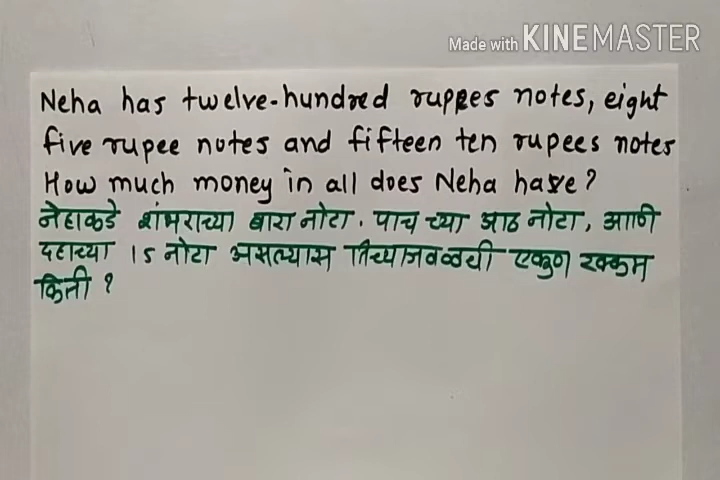 Made with KINEMASTER
Neha has twelve-hundred rupees notes, eight
five rupee notes and fifteen ten rupees notes
How much money in all does Neha have?
नेहाकडे शंभराच्या बारा नोटा. पाच च्या आठ नोटा, आणि
दहाच्या 15 नोटा असल्यास तिच्याजवळची एकुण रक्कम
किती ?